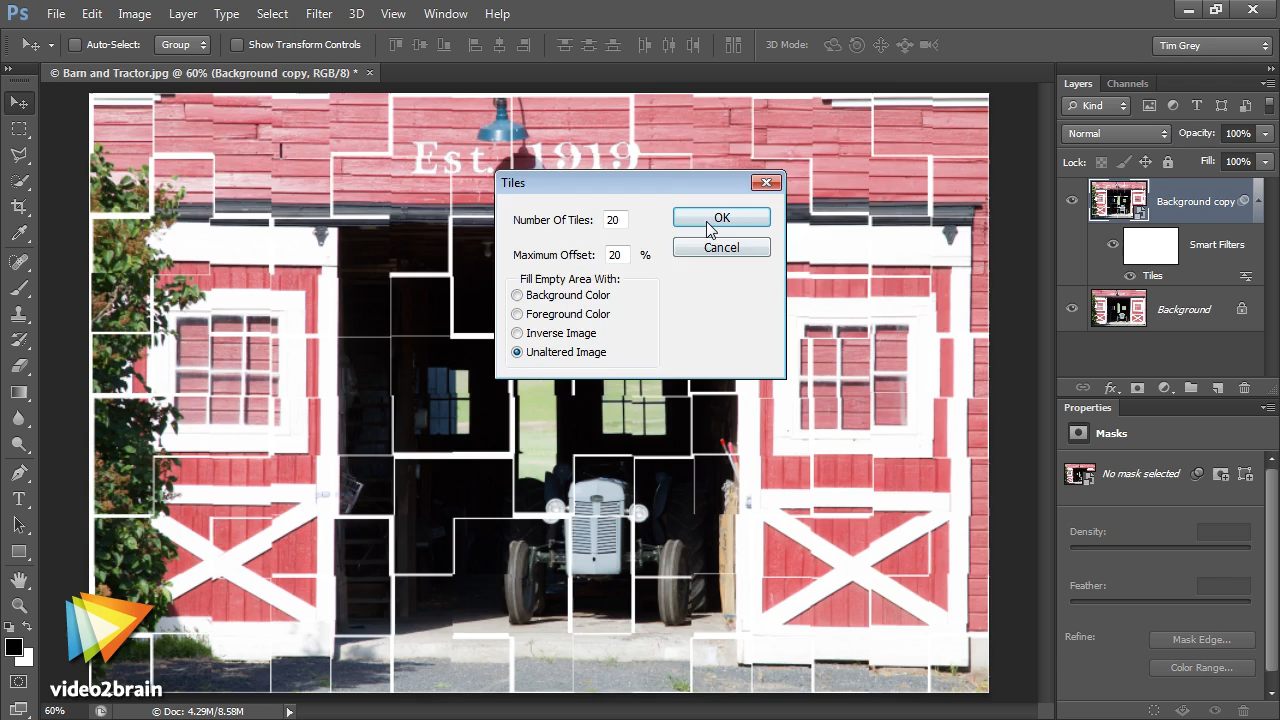 Ps File Edit Image Layer Type Select Filter 3D View Window Help
Auto-Select: Group Show Transform Controls 3D Mode: Tim Grey
© Barn and Tractor.jpg @ 60% (Background copy, RGB/8) * ×
Layers Channels
Kind
Normal Opacity: 100%
Lock: Fill: 100%
Background copy
Smart Filters
Tiles
Background
Est. 1919
Tiles
Number Of Tiles: 20 OK
Maximum Offset: 20 % Cancel
Fill Empty Area With:
Background Color
Foreground Color
Inverse Image
Unaltered Image
Properties
Masks
No mask selected
Density:
Feather:
Refine: Mask Edge...
Color Range...
video2brain
60% © Doc: 4.29M/8.58M